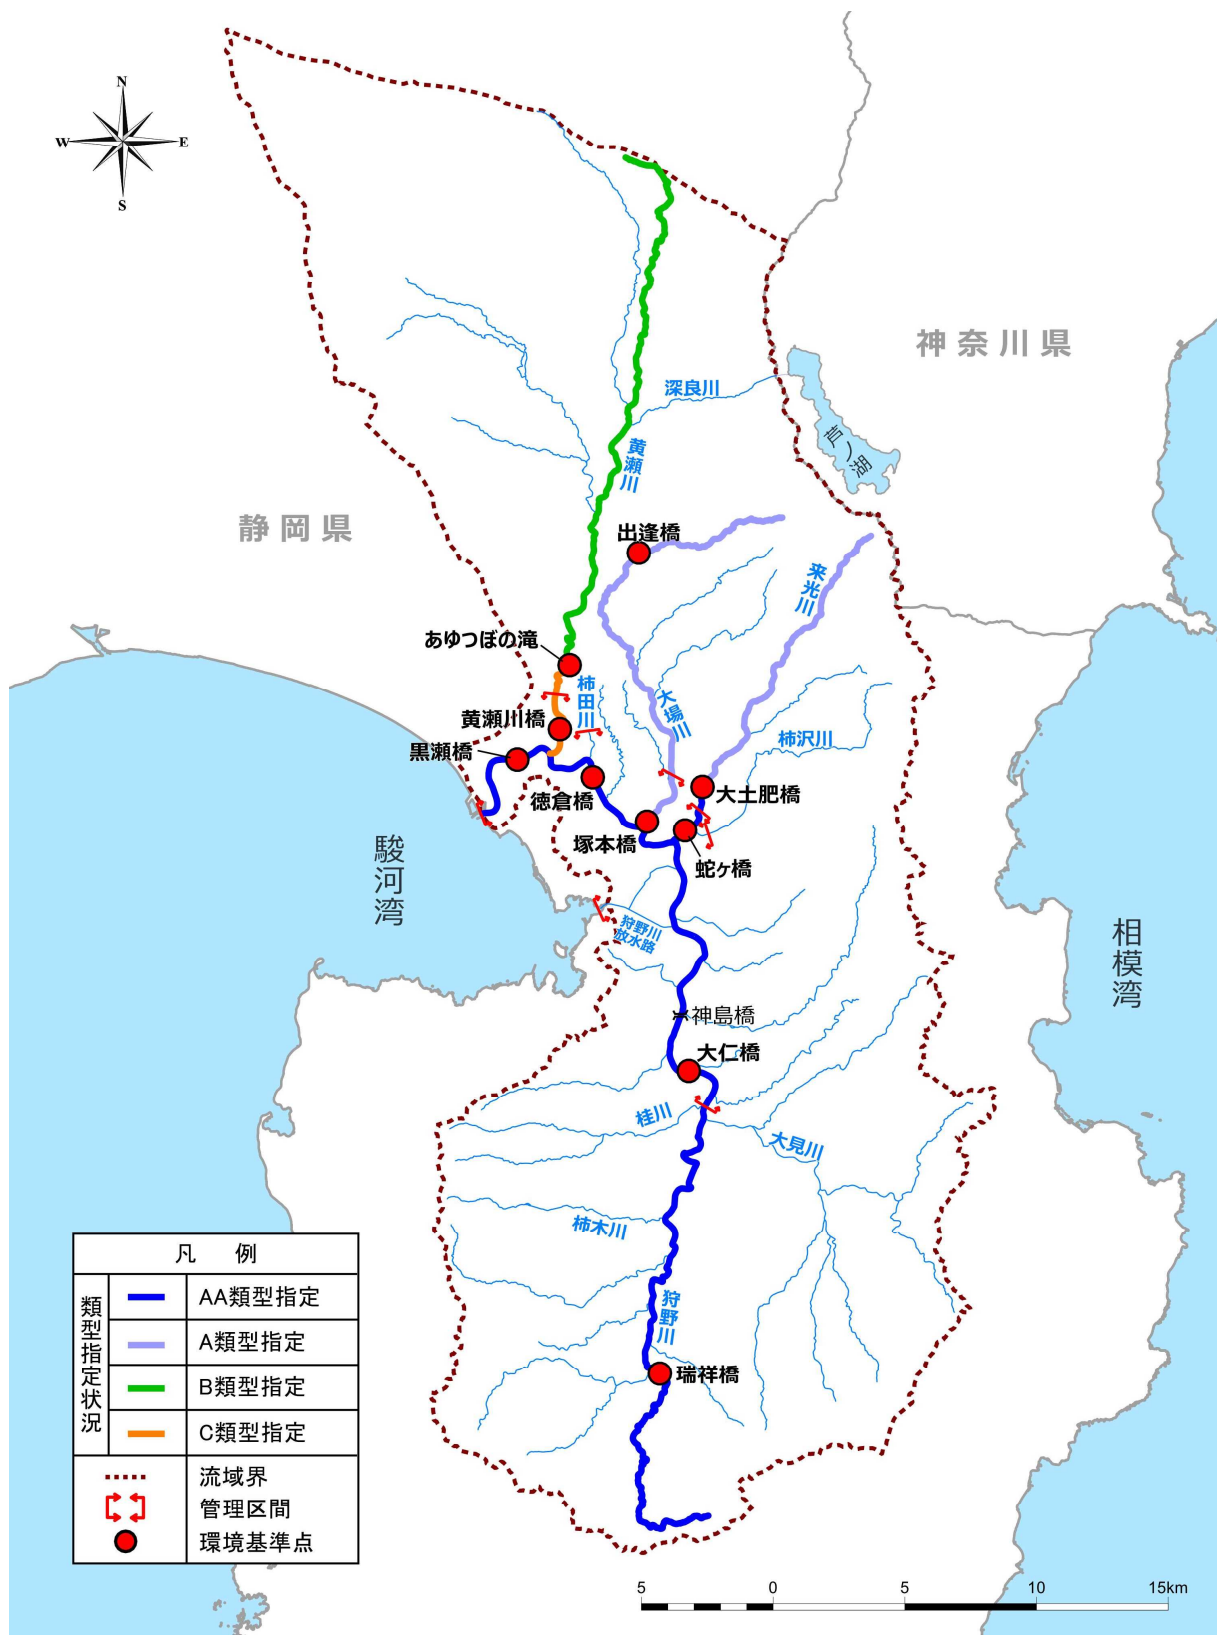 N
W
E
S
神奈川県
深良川
芦ノ湖
黄瀬川
静岡県
出逢橋
来光川
あゆつぼの滝
柿田川
大場川
黄瀬川橋
柿沢川
黒瀬橋
徳倉橋
大土肥橋
塚本橋
蛇ヶ橋
駿河湾
狩野川
放水路
相模湾
神島橋
大仁橋
桂川
大見川
柿木川
狩野川
瑞祥橋
凡 例
類型指定状況
AA類型指定
A類型指定
B類型指定
C類型指定
流域界
管理区間
環境基準点
5 0 5 10 15km